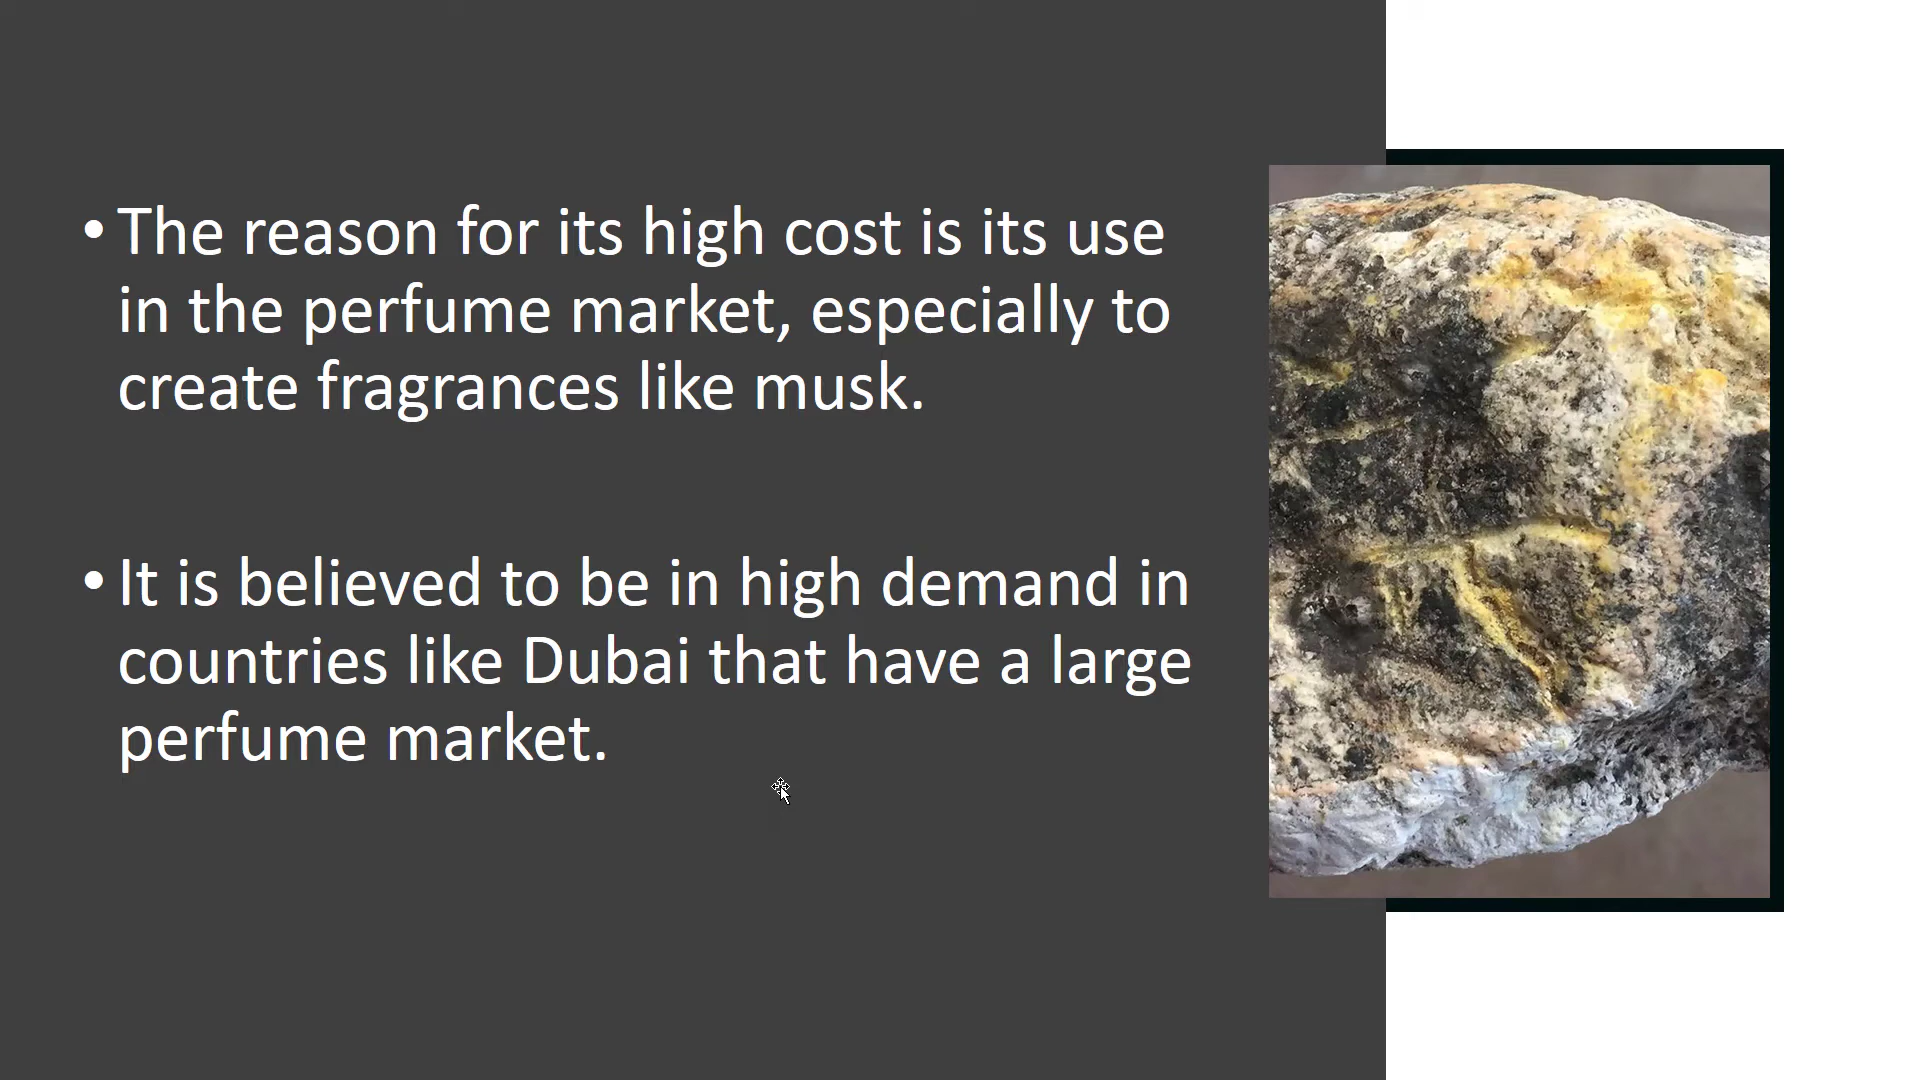 • The reason for its high cost is its use
in the perfume market, especially to
create fragrances like musk.
• It is believed to be in high demand in
countries like Dubai that have a large
perfume market.